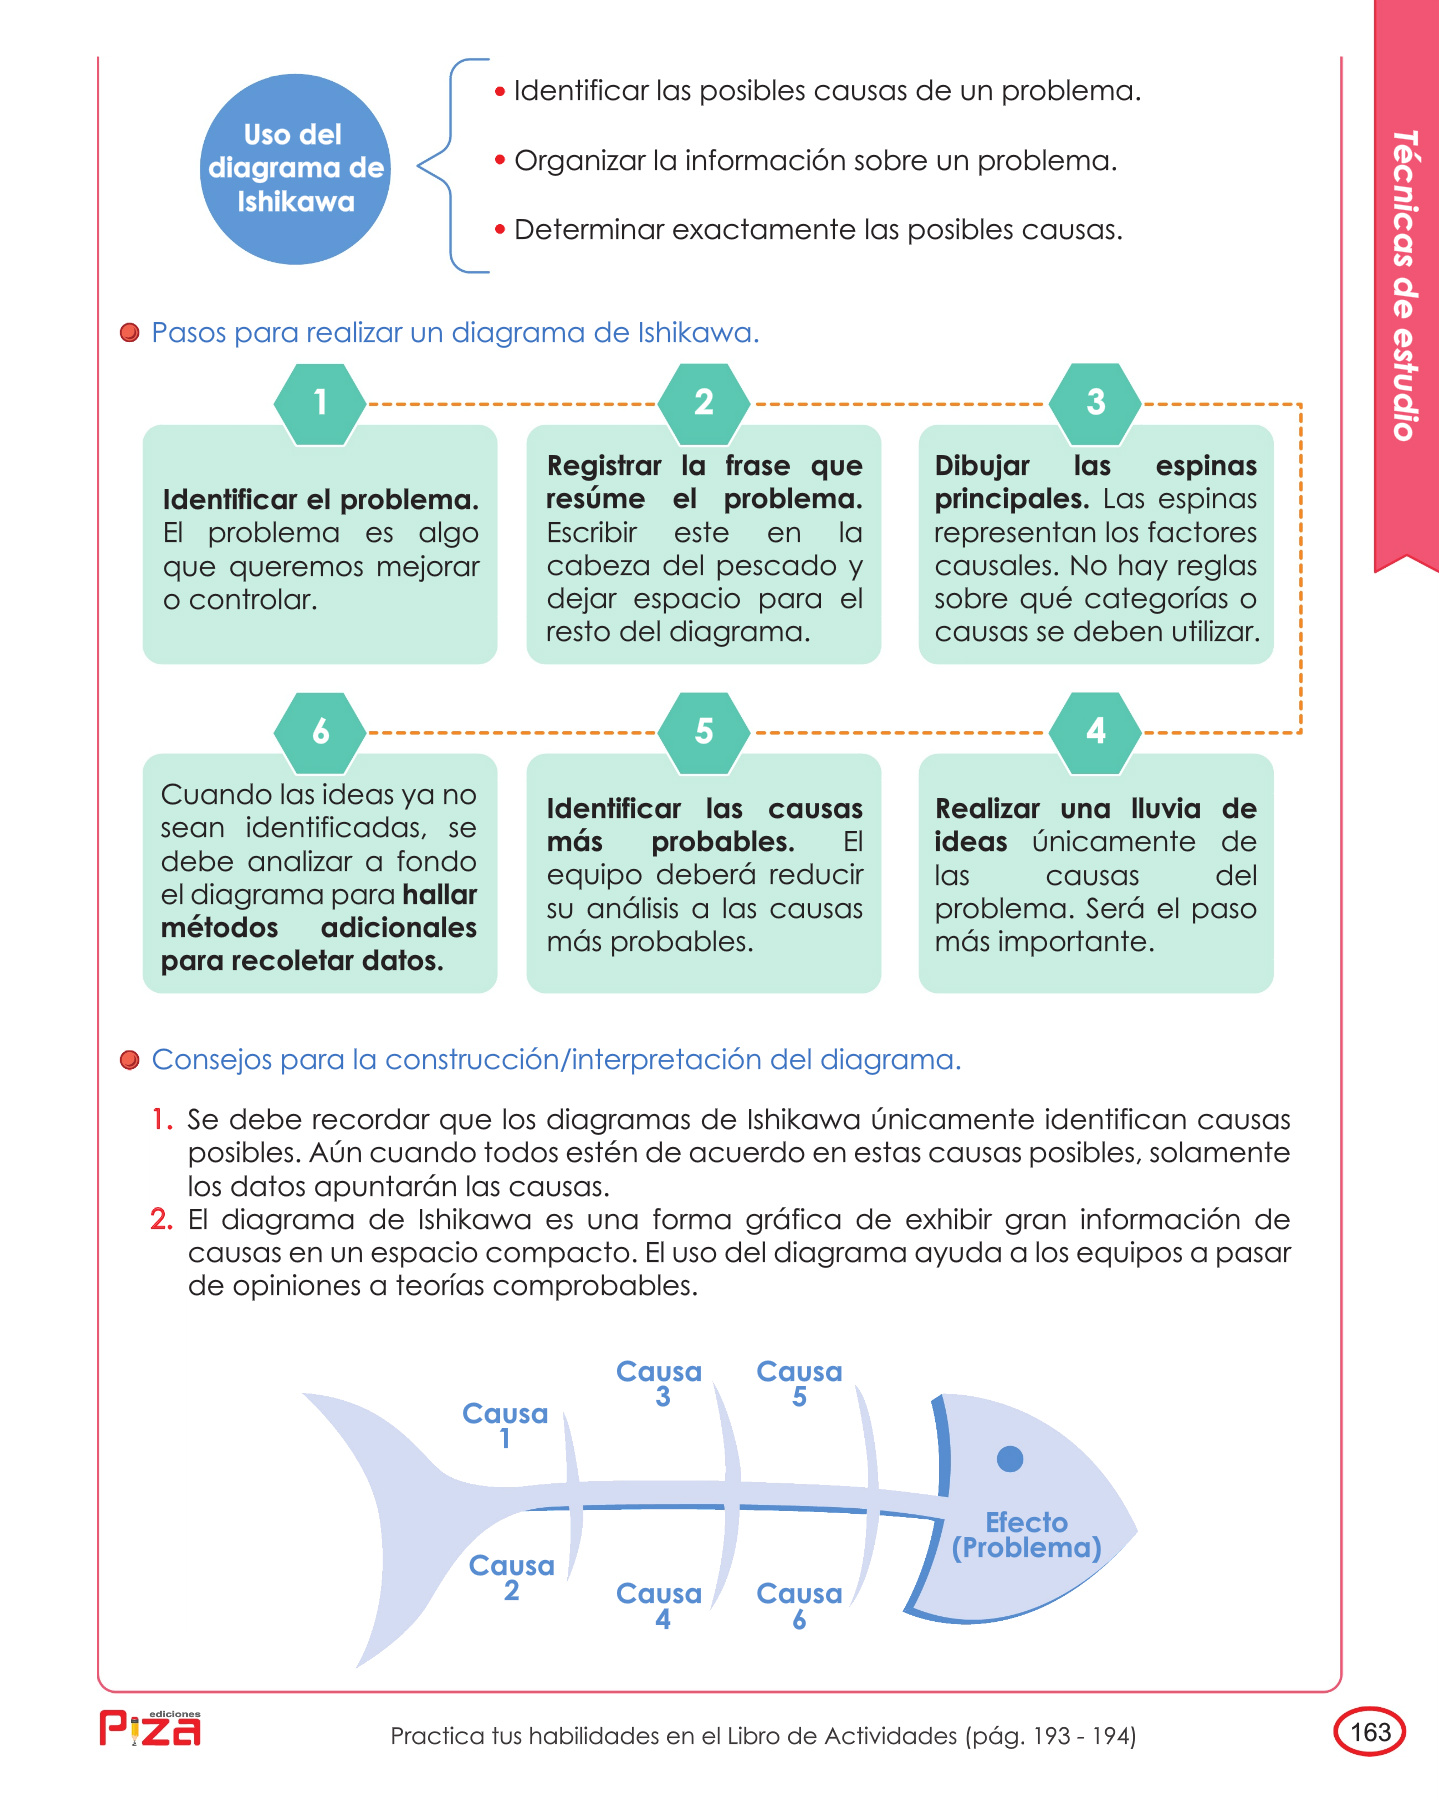 Uso del
diagrama de
Ishikawa
• Identificar las posibles causas de un problema.
• Organizar la información sobre un problema.
• Determinar exactamente las posibles causas.
Técnicas de estudio
Pasos para realizar un diagrama de Ishikawa.
1
Identificar el problema.
El problema es algo
que queremos mejorar
o controlar.
2
Registrar la frase que
resúme el problema.
Escribir este en la
cabeza del pescado y
dejar espacio para el
resto del diagrama.
3
Dibujar las espinas
principales. Las espinas
representan los factores
causales. No hay reglas
sobre qué categorías o
causas se deben utilizar.
4
Realizar una lluvia de
ideas únicamente de
las causas del
problema. Será el paso
más importante.
5
Identificar las causas
más probables. El
equipo deberá reducir
su análisis a las causas
más probables.
6
Cuando las ideas ya no
sean identificadas, se
debe analizar a fondo
el diagrama para hallar
métodos adicionales
para recoletar datos.
Consejos para la construcción/interpretación del diagrama.
1. Se debe recordar que los diagramas de Ishikawa únicamente identifican causas
posibles. Aún cuando todos estén de acuerdo en estas causas posibles, solamente
los datos apuntarán las causas.
2. El diagrama de Ishikawa es una forma gráfica de exhibir gran información de
causas en un espacio compacto. El uso del diagrama ayuda a los equipos a pasar
de opiniones a teorías comprobables.
Causa
1
Causa
3
Causa
5
Causa
2
Causa
4
Causa
6
Efecto
(Problema)
ediciones
PIZA
Practica tus habilidades en el Libro de Actividades (pág. 193 - 194)
163